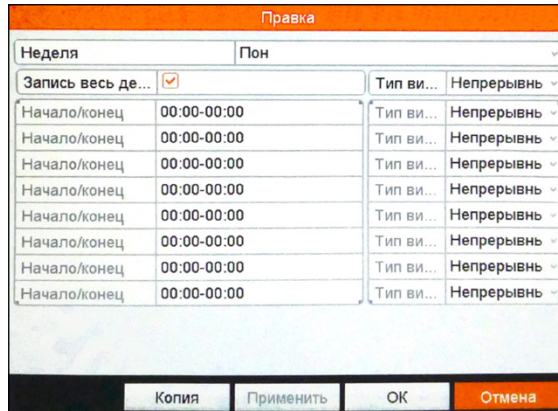 Правка
Неделя Пон
Запись весь де... Тип ви... Непрерывнь
Начало/конец 00:00-00:00 Тип ви... Непрерывнь
Начало/конец 00:00-00:00 Тип ви... Непрерывнь
Начало/конец 00:00-00:00 Тип ви... Непрерывнь
Начало/конец 00:00-00:00 Тип ви... Непрерывнь
Начало/конец 00:00-00:00 Тип ви... Непрерывнь
Начало/конец 00:00-00:00 Тип ви... Непрерывнь
Начало/конец 00:00-00:00 Тип ви... Непрерывнь
Начало/конец 00:00-00:00 Тип ви... Непрерывнь
Копия Применить ОК Отмена